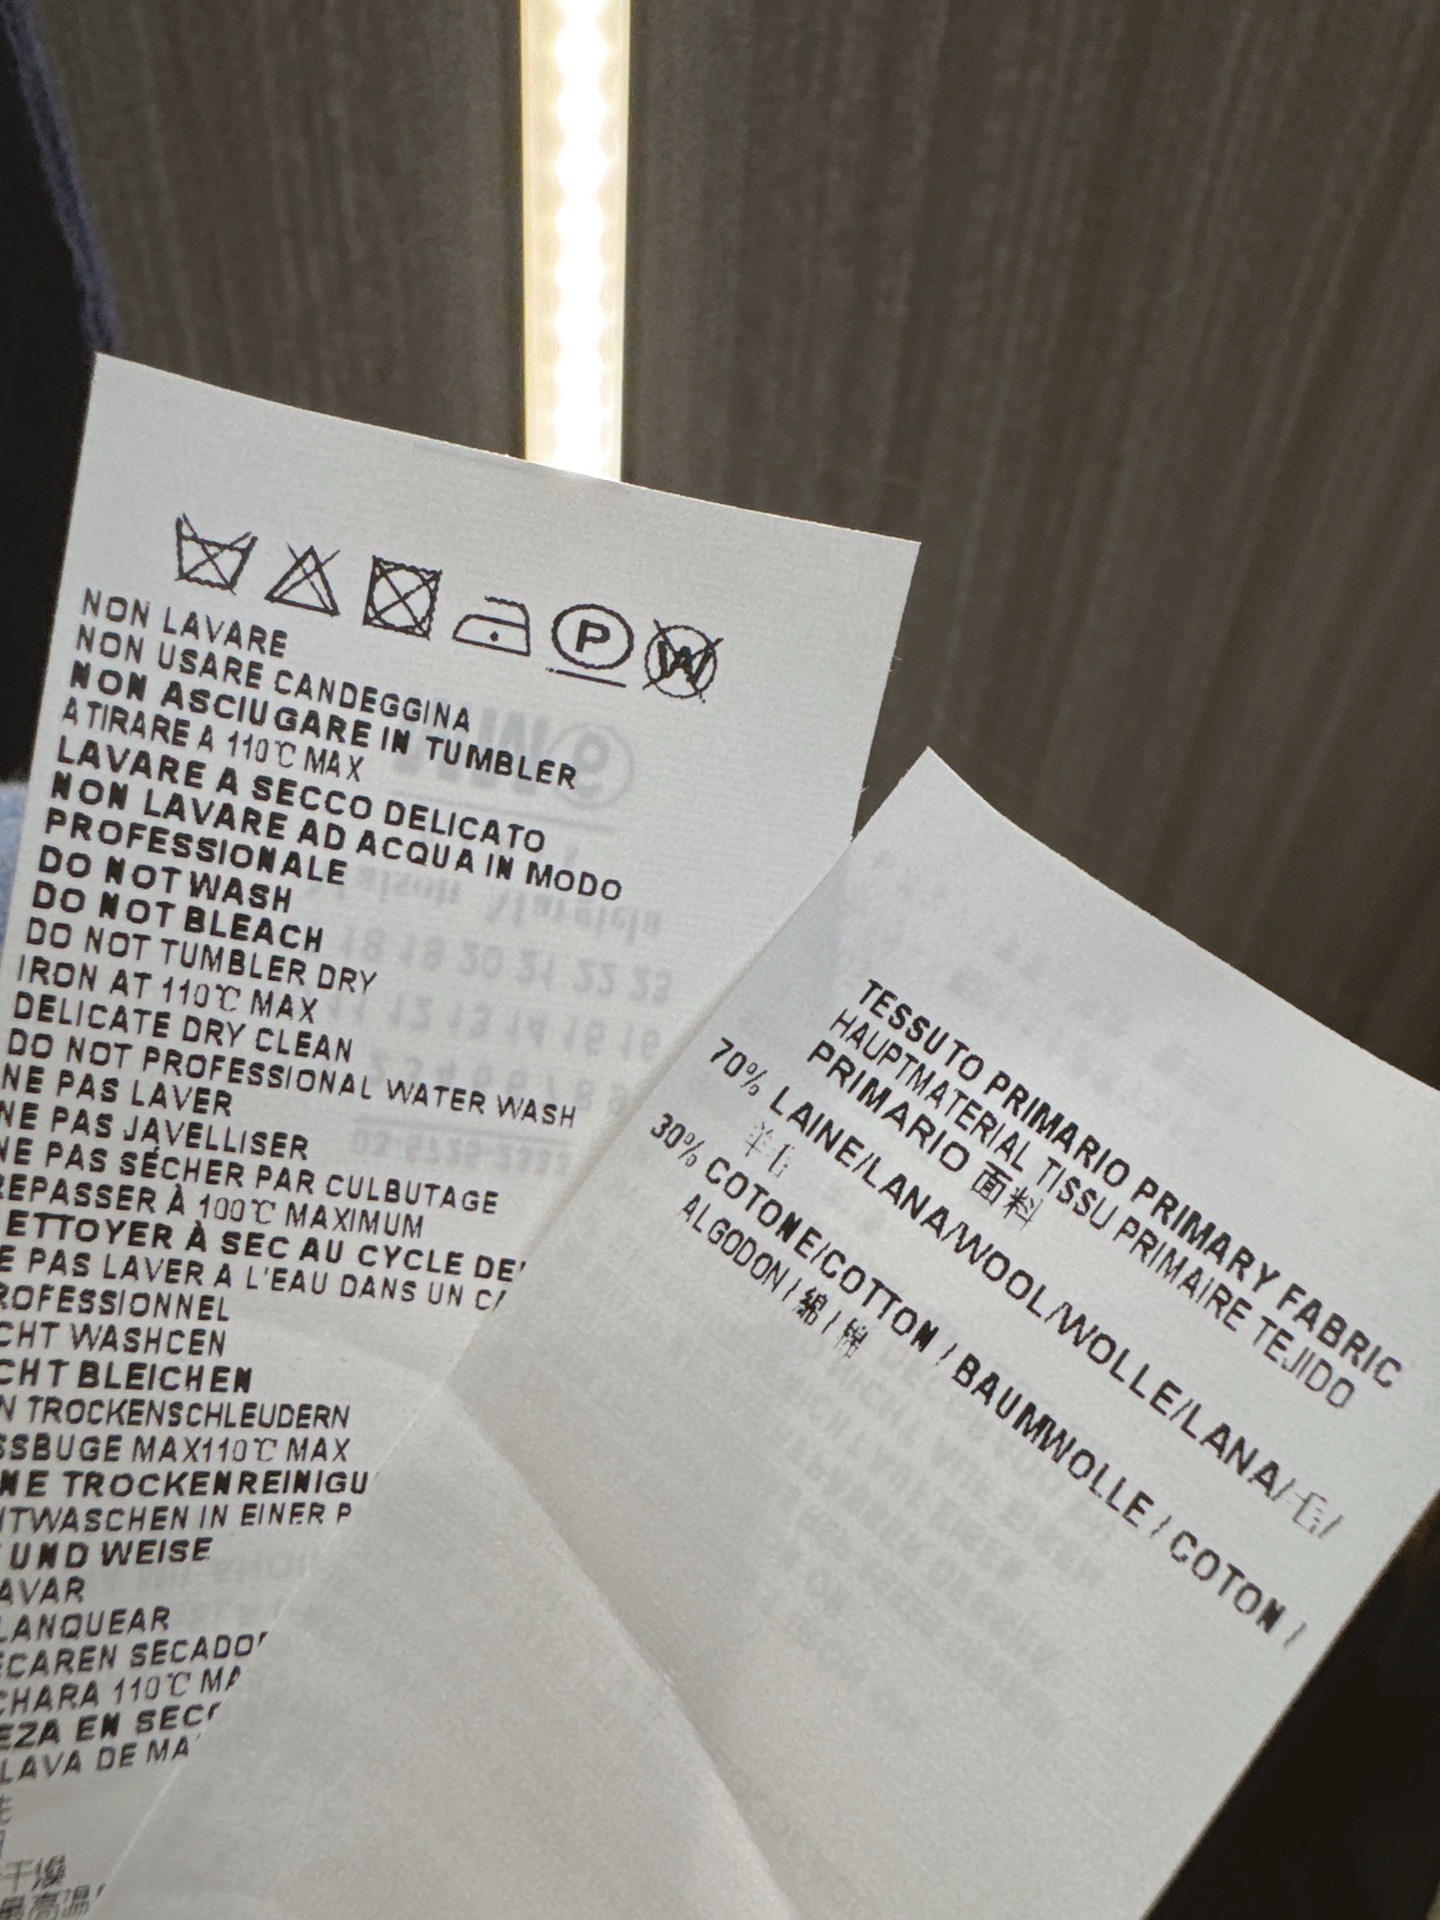 P
W
NON LAVARE
NON USARE CANDEGGINA
NON ASCIUGARE IN TUMBLER
A TIRARE A 110℃ MAX
LAVARE A SECCO DELICATO
NON LAVARE AD ACQUA IN MODO
PROFESSIONALE
DO NOT WASH
DO NOT BLEACH
DO NOT TUMBLER DRY
IRON AT 110℃ MAX
DELICATE DRY CLEAN
DO NOT PROFESSIONAL WATER WASH
NE PAS LAVER
NE PAS JAVELLISER
NE PAS SÉCHER PAR CULBUTAGE
REPASSER À 100℃ MAXIMUM
ETTOYER À SEC AU CYCLE DE
E PAS LAVER A L'EAU DANS UN
ROFESSIONNEL
CHT WASHCEN
CHT BLEICHEN
N TROCKENSCHLEUDERN
SSBUGE MAX110℃ MAX
NE TROCKENREINIGU
HTWASCHEN IN EINER P
UND WEISE
AVAR
LANQUEAR
ECAREN SECADO
CHARA 110℃ MA
EZA EN SEC
LAVA DE MA
干燥
最高温
TESSUTO PRIMARIO PRIMARY FABRIC
HAUPTMATERIAL TISSU PRIMAIRE TEJIDO
PRIMARIO 面料
70% LAINE/LANA/WOOL/WOLLE/LANA/毛/
羊毛
30% COTONE/COTTON / BAUMWOLLE / COTON /
ALGODON / 綿 / 棉